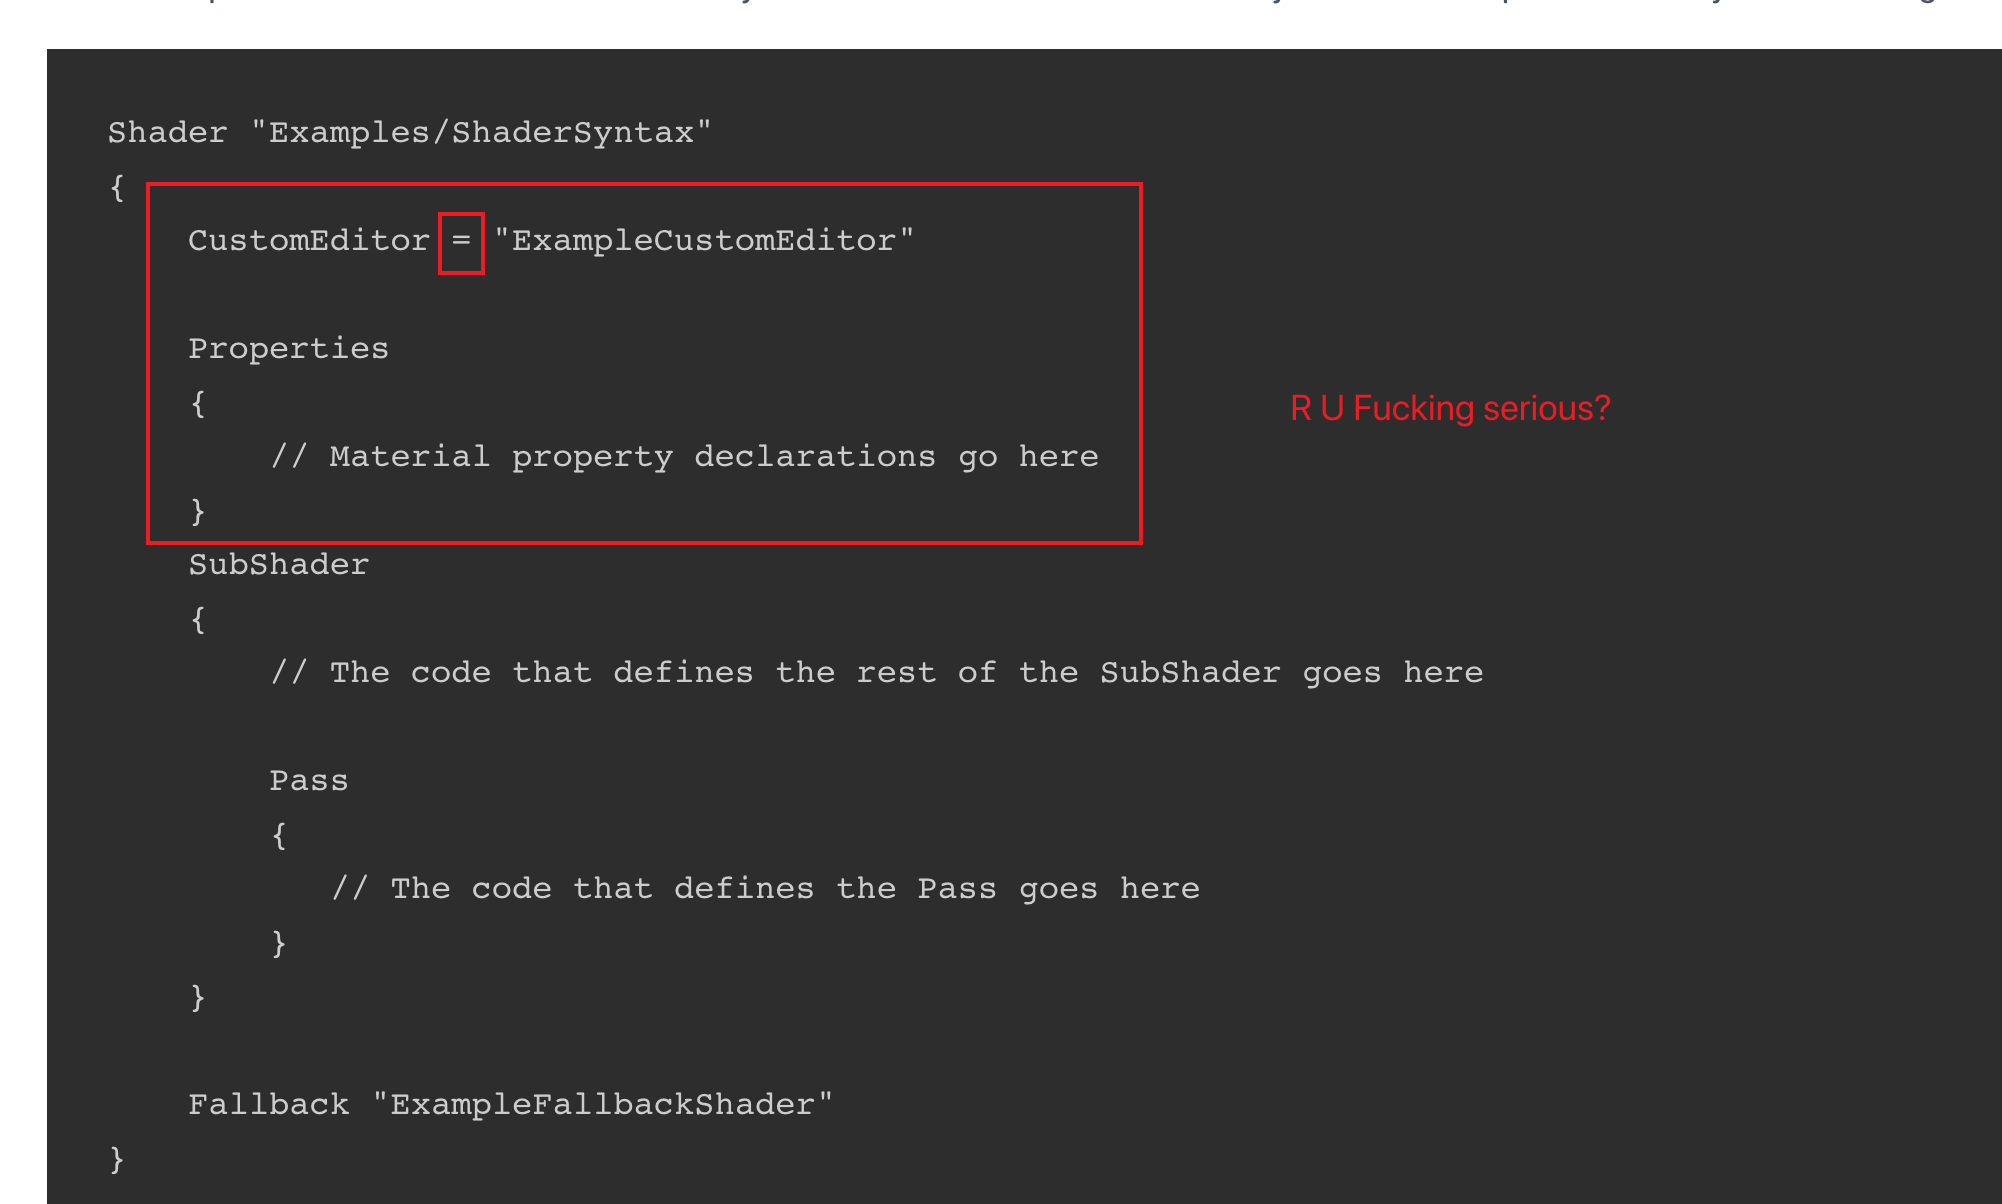 Shader "Examples/ShaderSyntax"
{
CustomEditor = "ExampleCustomEditor"
Properties
{
// Material property declarations go here
}
R U Fucking serious?
SubShader
{
// The code that defines the rest of the SubShader goes here
Pass
{
// The code that defines the Pass goes here
}
}
Fallback "ExampleFallbackShader"
}